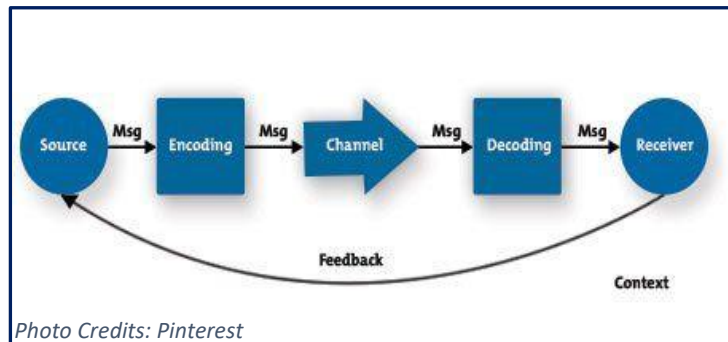 Source
Msg
Encoding
Msg
Channel
Msg
Decoding
Msg
Receiver
Feedback
Context
Photo Credits: Pinterest